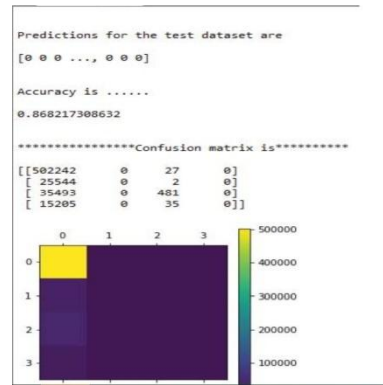 Predictions for the test dataset are
[0 0 0 ..., 0 0 0]
Accuracy is ......
0.868217308632
****************Confusion matrix is**********
[[502242 0 27 0]
[ 25544 0 2 0]
[ 35493 0 481 0]
[ 15205 0 35 0]]
0 1 2 3
500000
0
400000
1
300000
2
200000
3
100000